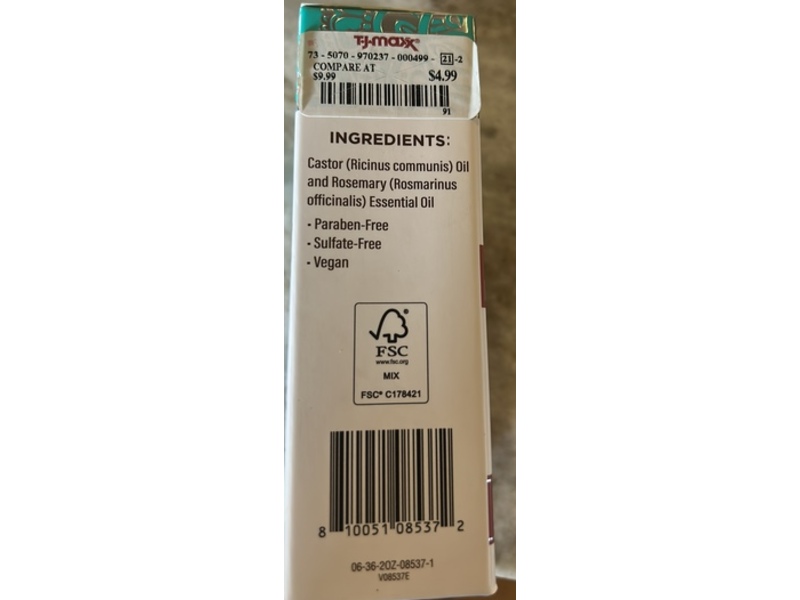 T•J•maxx®
73 - 5070 - 970237 - 000499 - 21 -2
COMPARE AT
$9.99 $4.99
91
INGREDIENTS:
Castor (Ricinus communis) Oil
and Rosemary (Rosmarinus
officinalis) Essential Oil
• Paraben-Free
• Sulfate-Free
• Vegan
FSC
www.fsc.org
MIX
FSC® C178421
8 10051 08537 2
06-36-2OZ-08537-1
V08537E